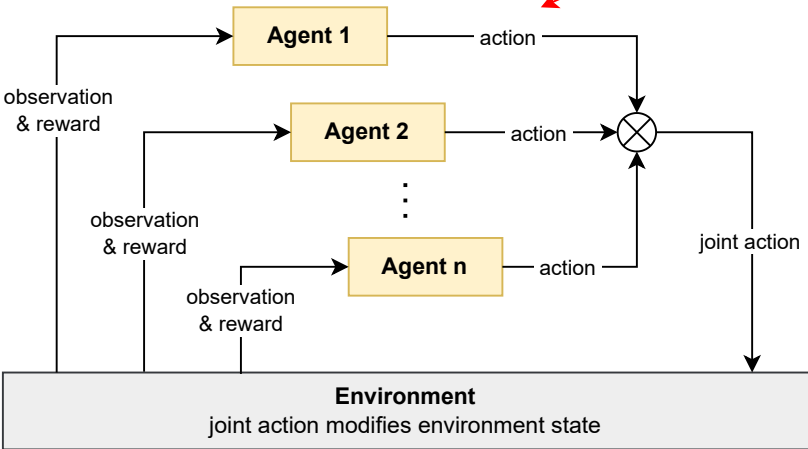 Agent 1
action
observation
& reward
Agent 2
action
observation
& reward
Agent n
action
joint action
observation
& reward
Environment
joint action modifies environment state